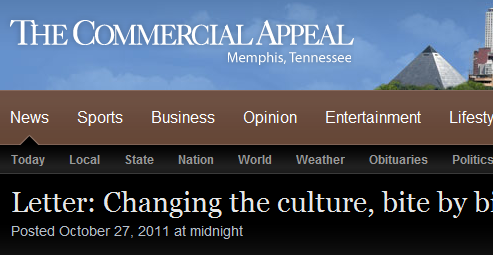 THE COMMERCIAL APPEAL
Memphis, Tennessee
News Sports Business Opinion Entertainment Lifesty
Today Local State Nation World Weather Obituaries Politics
Letter: Changing the culture, bite by bi
Posted October 27, 2011 at midnight